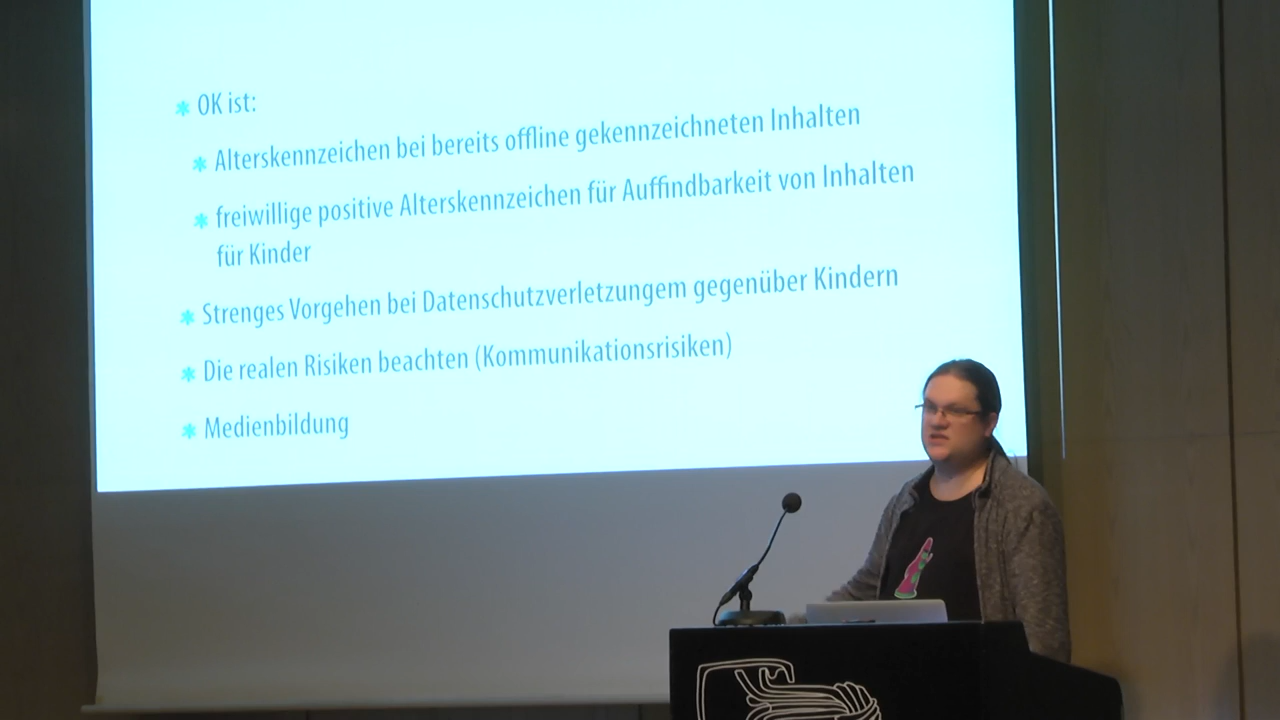 OK ist:
Alterskennzeichen bei bereits offline gekennzeichneten Inhalten
freiwillige positive Alterskennzeichen für Auffindbarkeit von Inhalten
für Kinder
Strenges Vorgehen bei Datenschutzverletzungem gegenüber Kindern
Die realen Risiken beachten (Kommunikationsrisiken)
Medienbildung